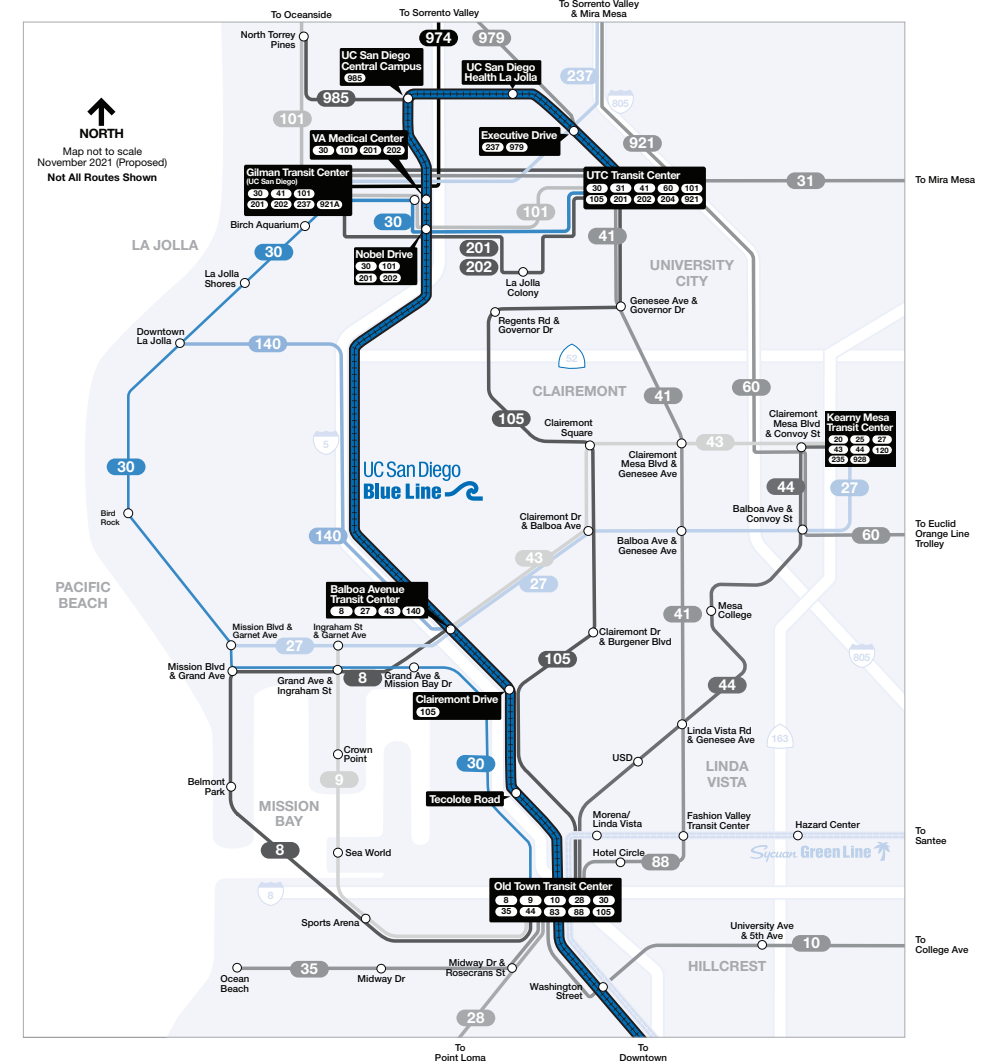 To Oceanside
To Sorrento Valley
To Sorrento Valley
& Mira Mesa
North Torrey
Pines
974
979
UC San Diego
Central Campus
985
UC San Diego
Health La Jolla
237
805
985
101
NORTH
Map not to scale
November 2021 (Proposed)
Not All Routes Shown
VA Medical Center
30 101 201 202
Executive Drive
237 979
921
Gilman Transit Center
(UC San Diego)
30 41 101
201 202 237 921A
UTC Transit Center
30 31 41 60 101
105 201 202 204 921
31
To Mira Mesa
Birch Aquarium
30
101
41
LA JOLLA
30
Nobel Drive
30 101
201 202
201
202
La Jolla
Colony
UNIVERSITY
CITY
La Jolla
Shores
Genesee Ave &
Governor Dr
Regents Rd &
Governor Dr
Downtown
La Jolla
140
52
CLAIREMONT
60
41
105
Clairemont
Square
43
Clairemont
Mesa Blvd
& Convoy St
Kearny Mesa
Transit Center
20 25 27
43 44 120
235 928
5
Clairemont
Mesa Blvd &
Genesee Ave
30
UC San Diego
Blue Line
44
27
Bird
Rock
Clairemont Dr
& Balboa Ave
Balboa Ave &
Genesee Ave
Balboa Ave &
Convoy St
60
To Euclid
Orange Line
Trolley
140
43
27
PACIFIC
BEACH
Balboa Avenue
Transit Center
8 27 43 140
41
Mesa
College
Mission Blvd &
Garnet Ave
27
Ingraham St
& Garnet Ave
Clairemont Dr
& Burgener Blvd
805
Mission Blvd
& Grand Ave
Grand Ave &
Ingraham St
8
Grand Ave &
Mission Bay Dr
105
44
Clairemont Drive
105
Linda Vista Rd
& Genesee Ave
163
Crown
Point
30
USD
LINDA
VISTA
Belmont
Park
9
MISSION
BAY
Tecolote Road
Morena/
Linda Vista
Fashion Valley
Transit Center
Hazard Center
To
Santee
8
Sea World
Hotel Circle
88
Sycuan Green Line
8
Old Town Transit Center
8 9 10 28 30
35 44 83 88 105
Sports Arena
University Ave
& 5th Ave
10
To
College Ave
HILLCREST
Ocean
Beach
35
Midway Dr
Midway Dr &
Rosecrans St
Washington
Street
28
To
Point Loma
To
Downtown